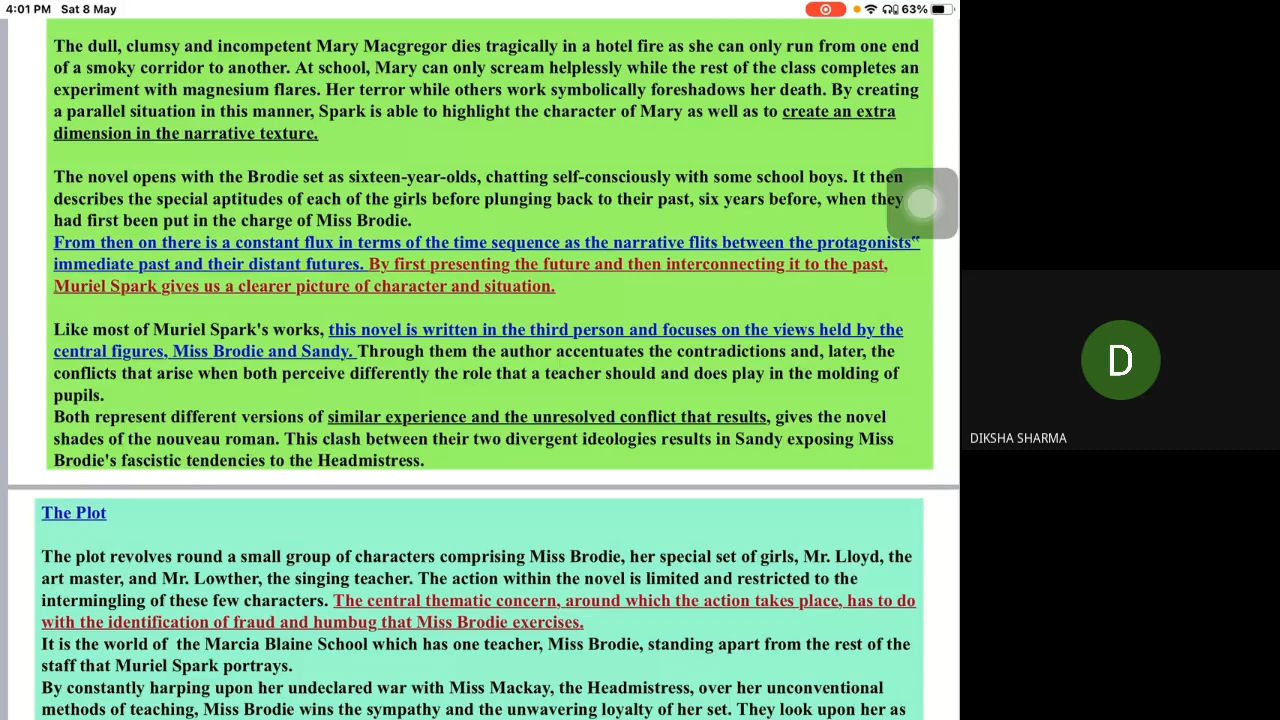 4:01 PM Sat 8 May 63%
The dull, clumsy and incompetent Mary Macgregor dies tragically in a hotel fire as she can only run from one end
of a smoky corridor to another. At school, Mary can only scream helplessly while the rest of the class completes an
experiment with magnesium flares. Her terror while others work symbolically foreshadows her death. By creating
a parallel situation in this manner, Spark is able to highlight the character of Mary as well as to create an extra
dimension in the narrative texture.
The novel opens with the Brodie set as sixteen-year-olds, chatting self-consciously with some school boys. It then
describes the special aptitudes of each of the girls before plunging back to their past, six years before, when they
had first been put in the charge of Miss Brodie.
From then on there is a constant flux in terms of the time sequence as the narrative flits between the protagonists‟
immediate past and their distant futures. By first presenting the future and then interconnecting it to the past,
Muriel Spark gives us a clearer picture of character and situation.
Like most of Muriel Spark's works, this novel is written in the third person and focuses on the views held by the
central figures, Miss Brodie and Sandy. Through them the author accentuates the contradictions and, later, the
conflicts that arise when both perceive differently the role that a teacher should and does play in the molding of
pupils.
Both represent different versions of similar experience and the unresolved conflict that results, gives the novel
shades of the nouveau roman. This clash between their two divergent ideologies results in Sandy exposing Miss
Brodie's fascistic tendencies to the Headmistress.
The Plot
The plot revolves round a small group of characters comprising Miss Brodie, her special set of girls, Mr. Lloyd, the
art master, and Mr. Lowther, the singing teacher. The action within the novel is limited and restricted to the
intermingling of these few characters. The central thematic concern, around which the action takes place, has to do
with the identification of fraud and humbug that Miss Brodie exercises.
It is the world of the Marcia Blaine School which has one teacher, Miss Brodie, standing apart from the rest of the
staff that Muriel Spark portrays.
By constantly harping upon her undeclared war with Miss Mackay, the Headmistress, over her unconventional
methods of teaching, Miss Brodie wins the sympathy and the unwavering loyalty of her set. They look upon her as
D
DIKSHA SHARMA